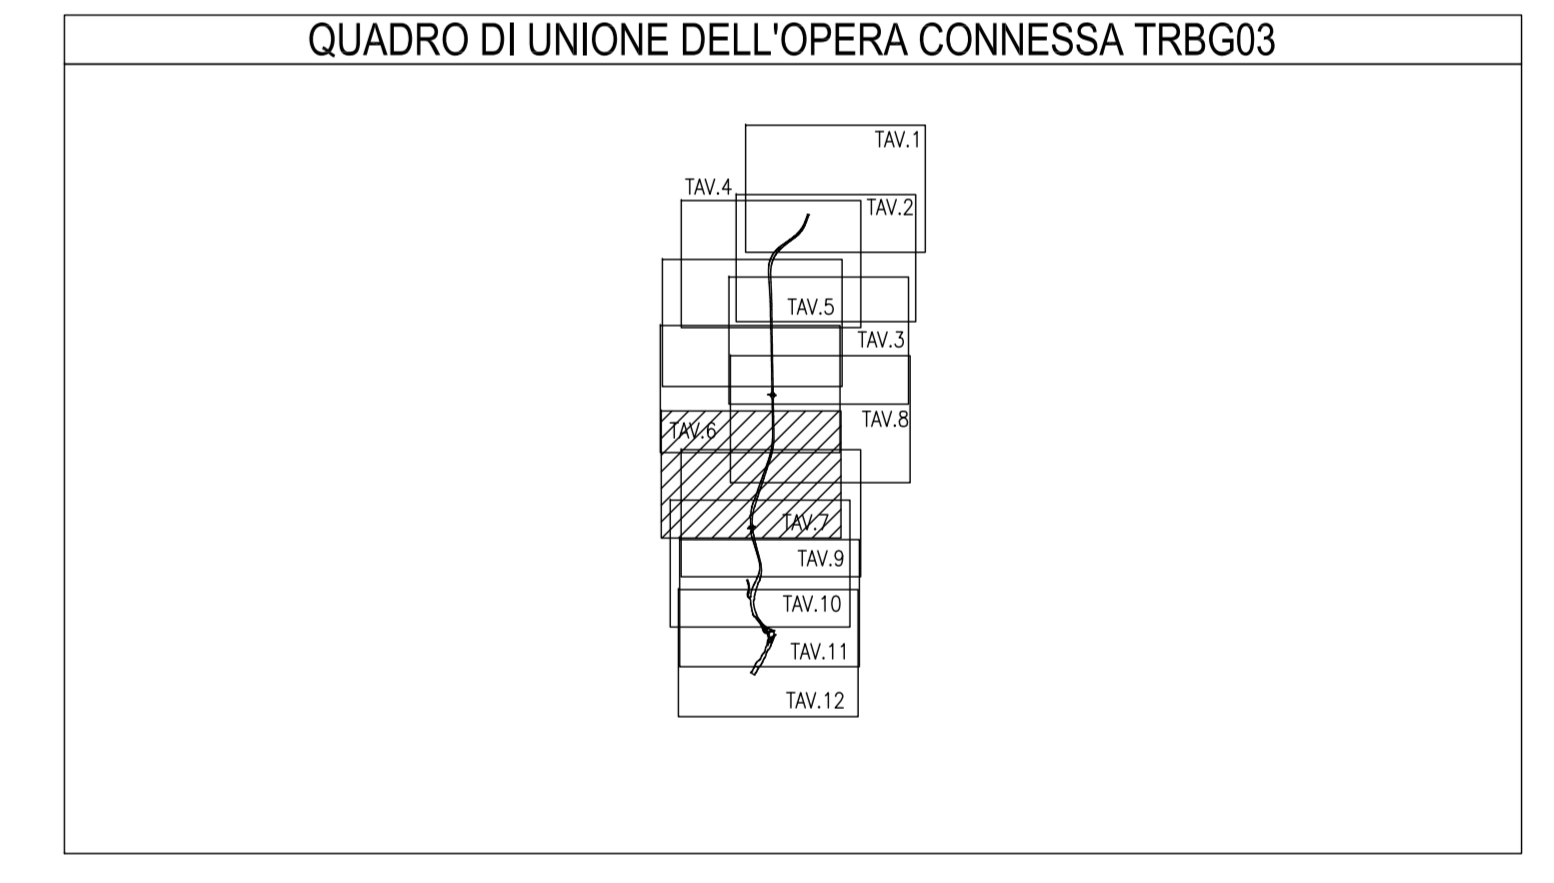 QUADRO DI UNIONE DELL'OPERA CONNESSA TRBG03
TAV.1
TAV.4
TAV.2
TAV.5
TAV.3
TAV.8
TAV.6
TAV.7
TAV.9
TAV.10
TAV.11
TAV.12